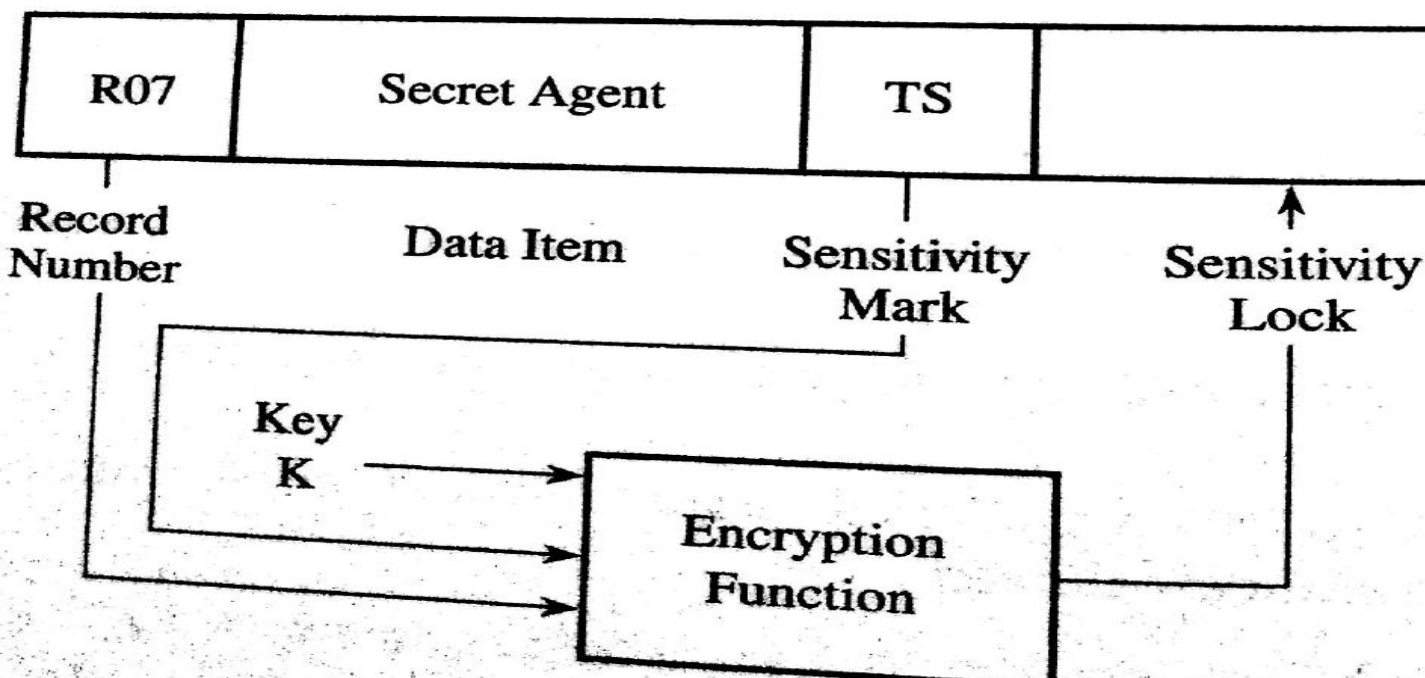 R07 Secret Agent TS
Record Number
Data Item
Sensitivity Mark
Sensitivity Lock
Key K
Encryption Function